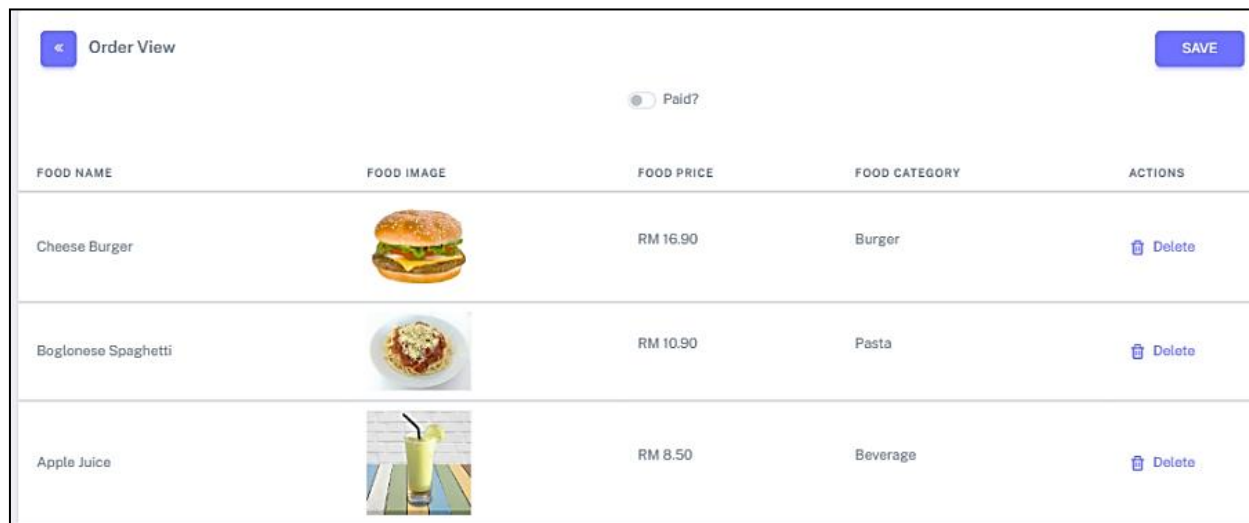 « Order View
SAVE
Paid?
FOOD NAME FOOD IMAGE FOOD PRICE FOOD CATEGORY ACTIONS
Cheese Burger RM 16.90 Burger Delete
Boglonese Spaghetti RM 10.90 Pasta Delete
Apple Juice RM 8.50 Beverage Delete